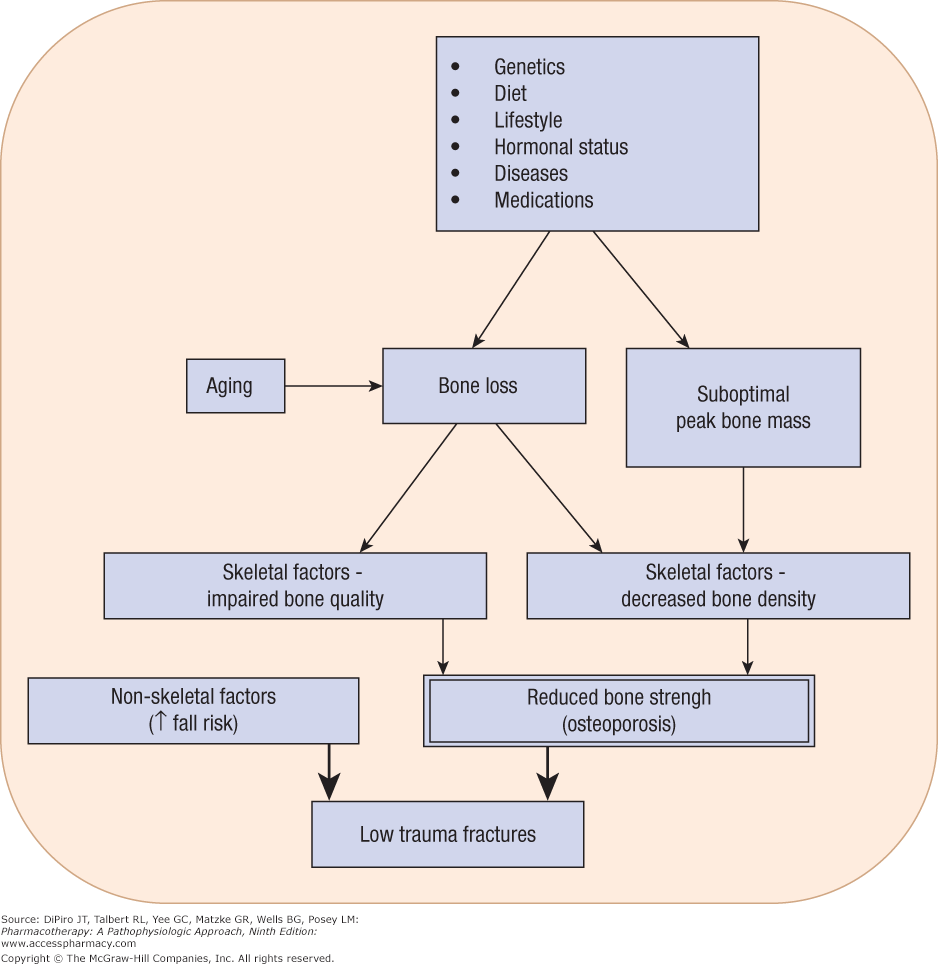 • Genetics
• Diet
• Lifestyle
• Hormonal status
• Diseases
• Medications
Aging
Bone loss
Suboptimal
peak bone mass
Skeletal factors -
impaired bone quality
Skeletal factors -
decreased bone density
Non-skeletal factors
(↑ fall risk)
Reduced bone strengh
(osteoporosis)
Low trauma fractures
Source: DiPiro JT, Talbert RL, Yee GC, Matzke GR, Wells BG, Posey LM:
Pharmacotherapy: A Pathophysiologic Approach, Ninth Edition:
www.accesspharmacy.com
Copyright © The McGraw-Hill Companies, Inc. All rights reserved.